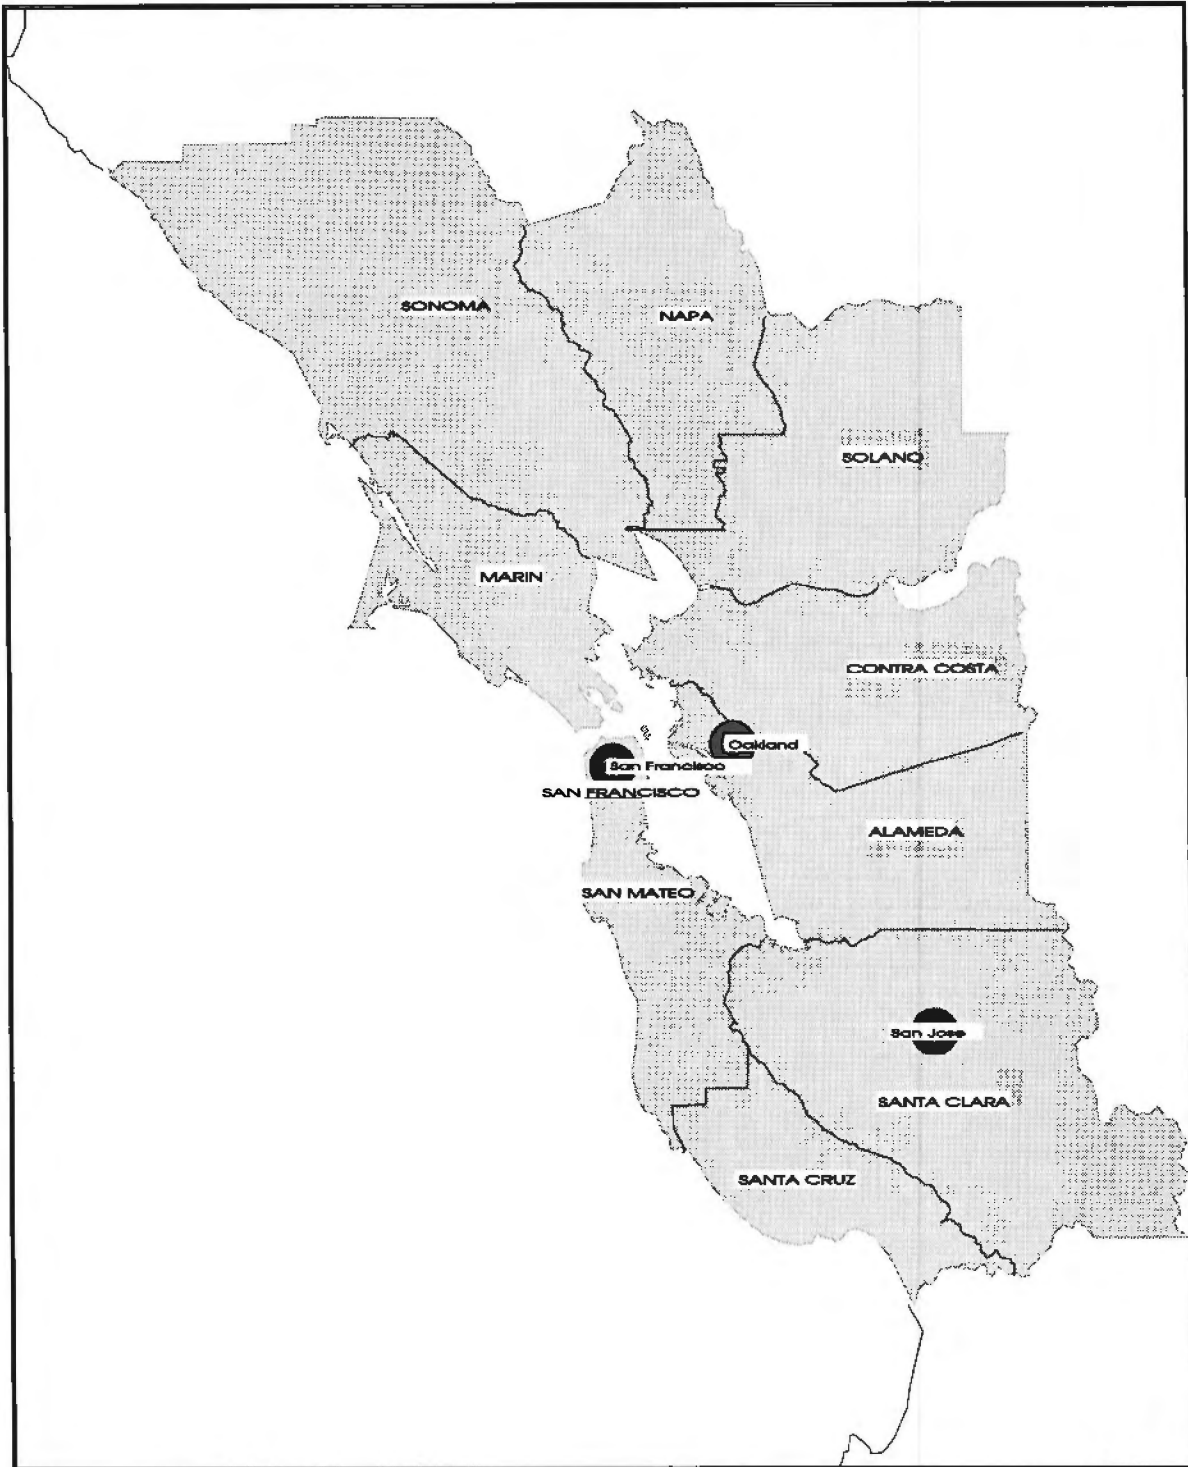 SONOMA
NAPA
SOLANO
MARIN
CONTRA COSTA
Oakland
San Francisco
SAN FRANCISCO
ALAMEDA
SAN MATEO
San Jose
SANTA CLARA
SANTA CRUZ